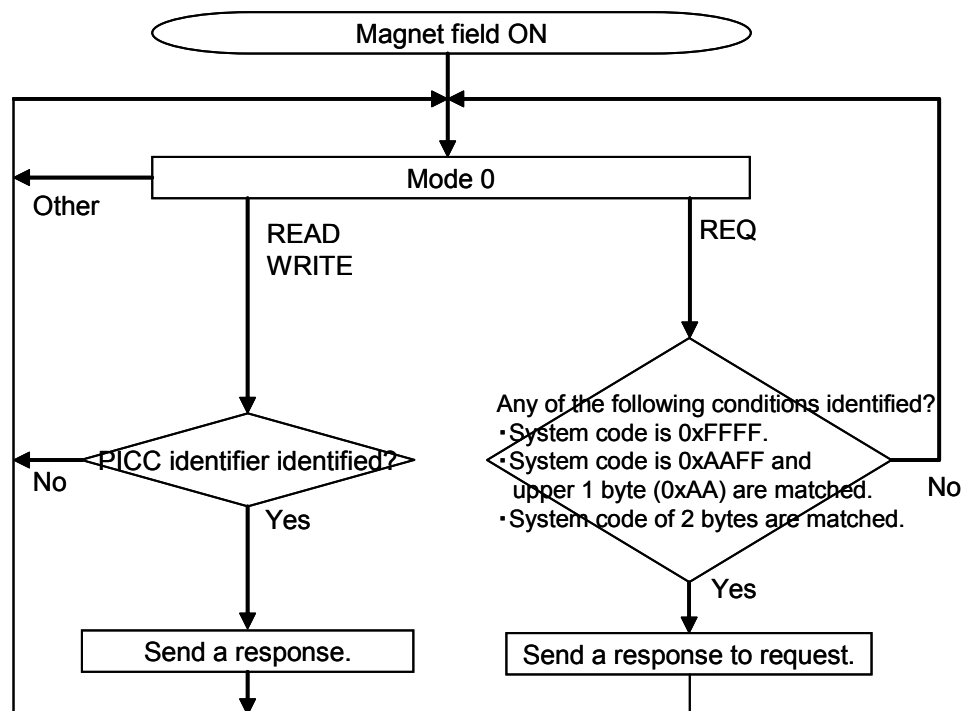 Magnet field ON
Mode 0
Other
READ
WRITE
REQ
Any of the following conditions identified?
・System code is 0xFFFF.
・System code is 0xAAFF and
upper 1 byte (0xAA) are matched.
・System code of 2 bytes are matched.
PICC identifier identified?
No
No
Yes
Yes
Send a response.
Send a response to request.